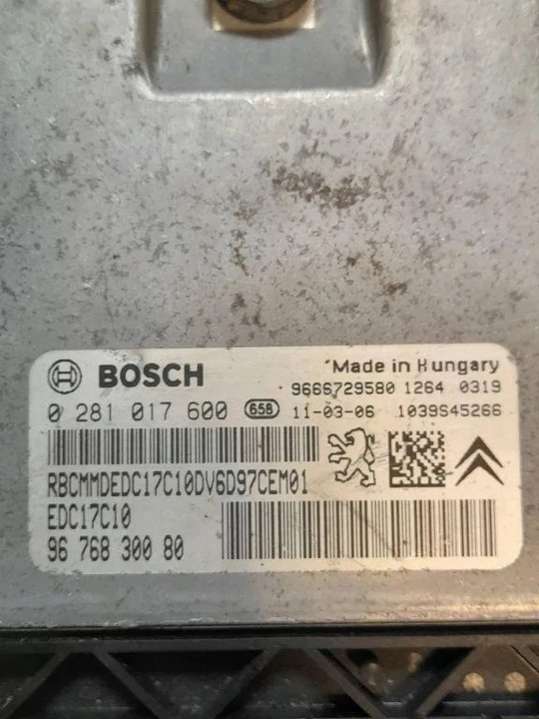 BOSCH
Made in Hungary
9666729580 1264 0319
0 281 017 600 658 11-03-06 1039S45266
RBCMMDEDC17C10DV6D97CEM01
EDC17C10
96 768 300 80